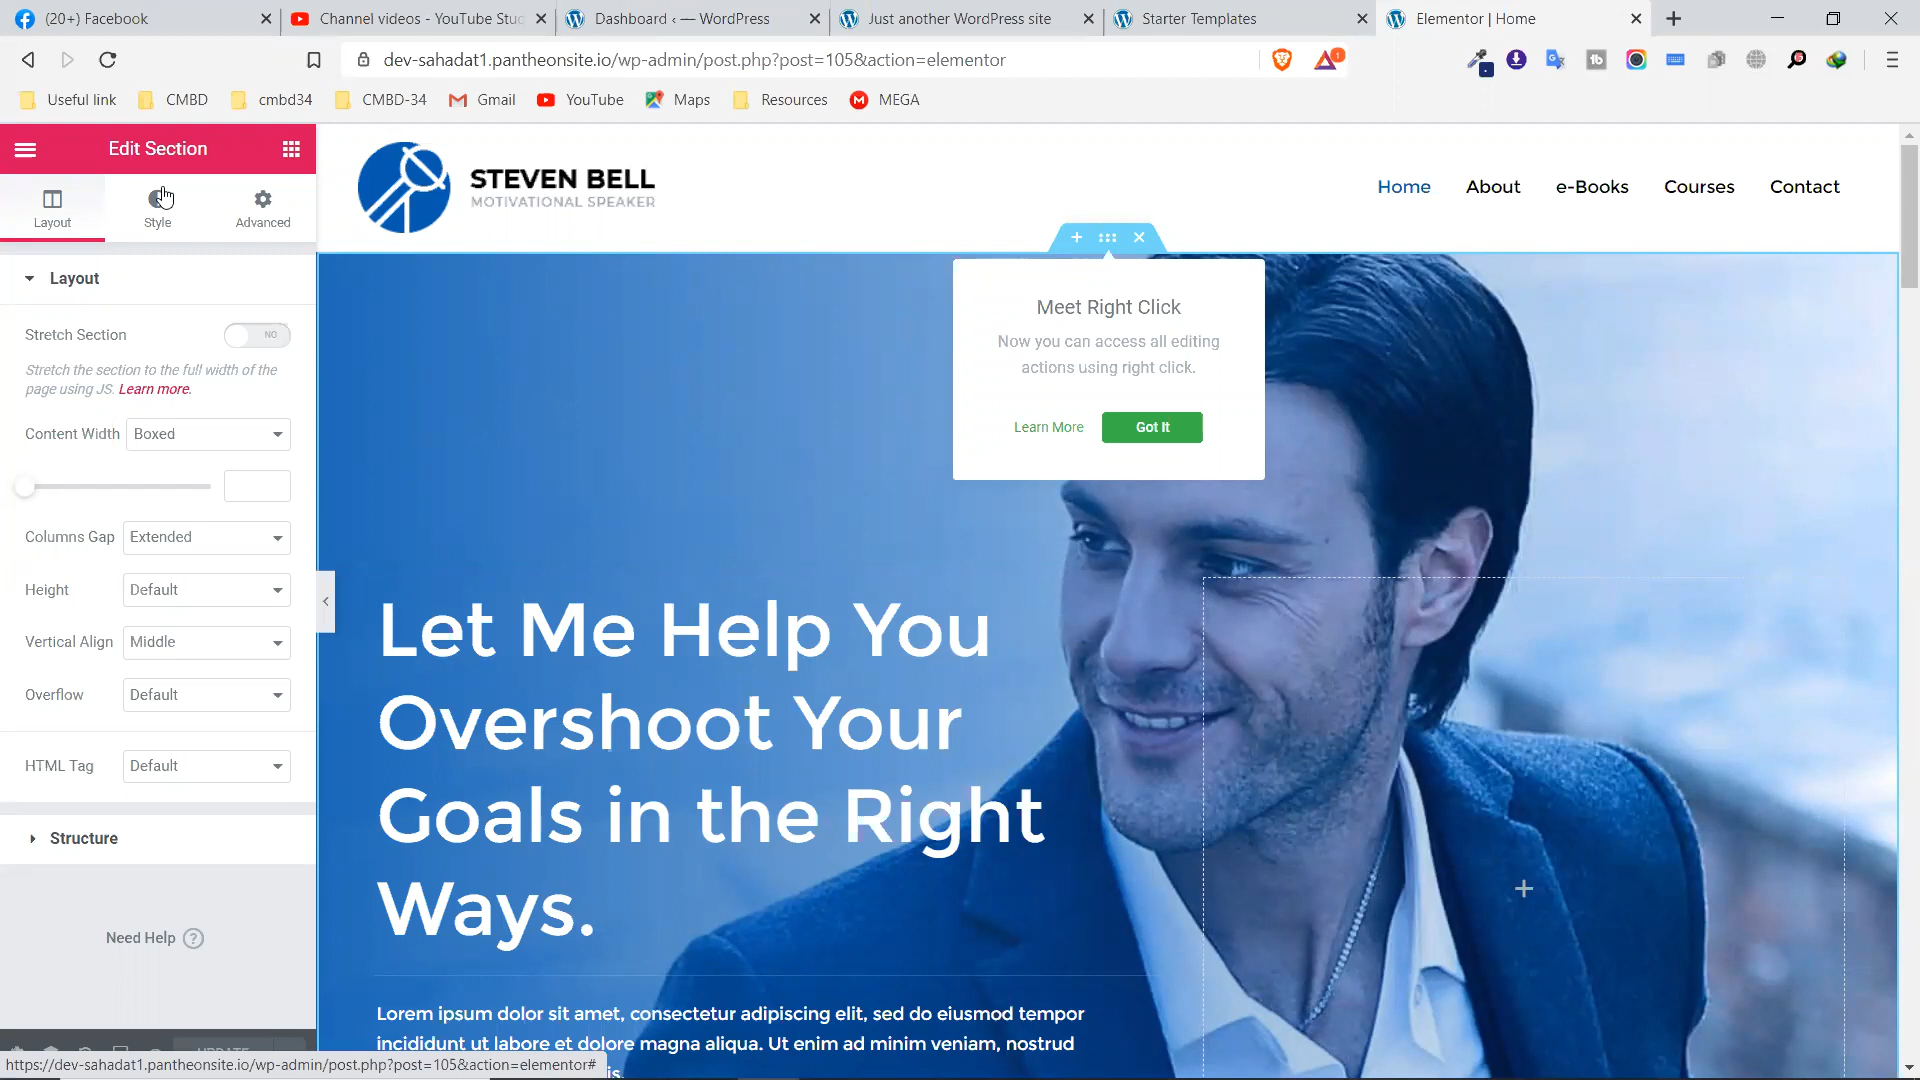 (20+) Facebook
Channel videos - YouTube Stud
Dashboard ‹ — WordPress
Just another WordPress site
Starter Templates
Elementor | Home
dev-sahadat1.pantheonsite.io/wp-admin/post.php?post=105&action=elementor
1
Useful link
CMBD
cmbd34
CMBD-34
Gmail
YouTube
Maps
Resources
MEGA
Edit Section
Layout
Style
Advanced
Layout
Stretch Section
NO
Stretch the section to the full width of the
page using JS. Learn more.
Content Width
Boxed
Columns Gap
Extended
Height
Default
Vertical Align
Middle
Overflow
Default
HTML Tag
Default
Structure
Need Help
https://dev-sahadat1.pantheonsite.io/wp-admin/post.php?post=105&action=elementor#
STEVEN BELL
MOTIVATIONAL SPEAKER
Home
About
e-Books
Courses
Contact
Meet Right Click
Now you can access all editing
actions using right click.
Learn More
Got It
Let Me Help You
Overshoot Your
Goals in the Right
Ways.
Lorem ipsum dolor sit amet, consectetur adipiscing elit, sed do eiusmod tempor
incididunt ut labore et dolore magna aliqua. Ut enim ad minim veniam, nostrud